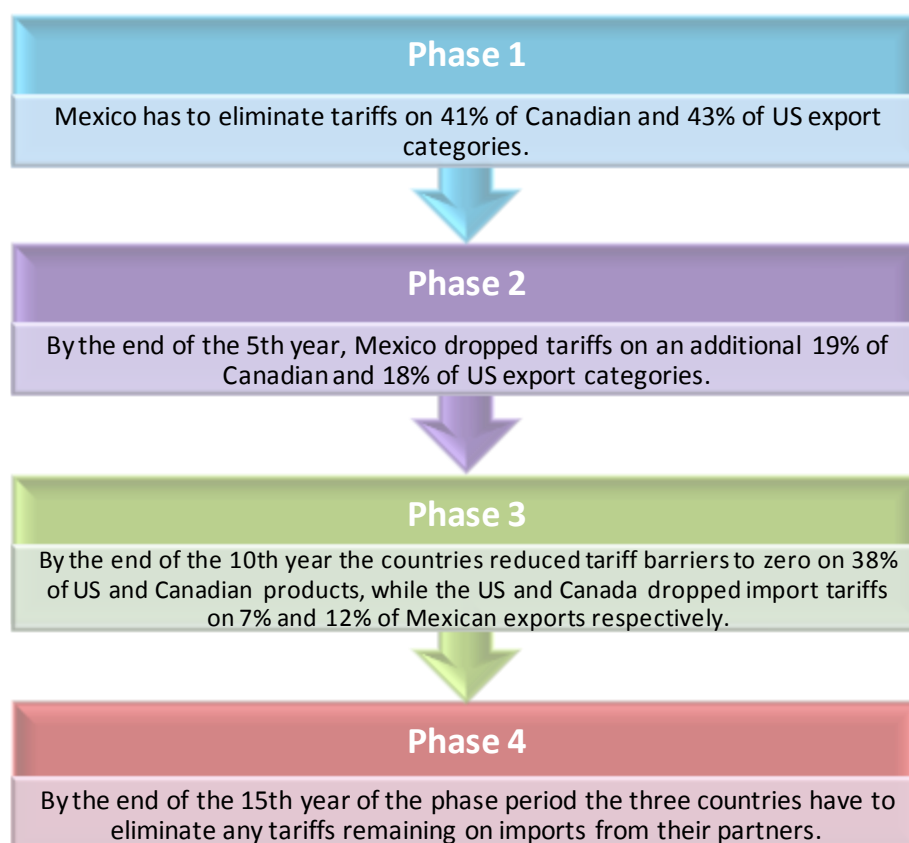 Phase 1
Mexico has to eliminate tariffs on 41% of Canadian and 43% of US export
categories.
Phase 2
By the end of the 5th year, Mexico dropped tariffs on an additional 19% of
Canadian and 18% of US export categories.
Phase 3
By the end of the 10th year the countries reduced tariff barriers to zero on 38%
of US and Canadian products, while the US and Canada dropped import tariffs
on 7% and 12% of Mexican exports respectively.
Phase 4
By the end of the 15th year of the phase period the three countries have to
eliminate any tariffs remaining on imports from their partners.